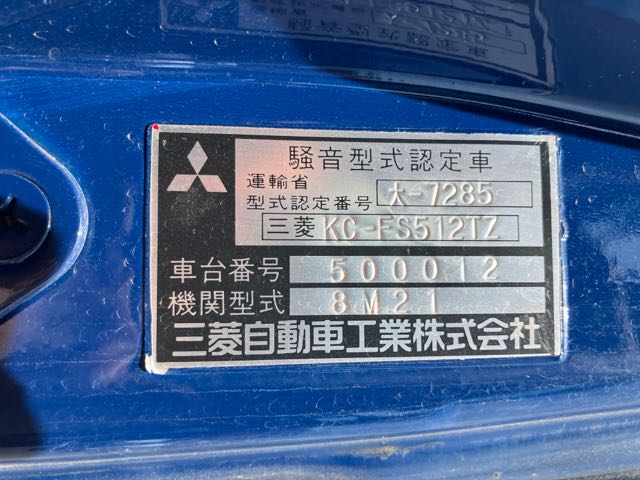 騒音型式認定車
運輸省
型式認定番号 大-7285
三菱 KC-FS512TZ
車台番号 500012
機関型式 8M21
三菱自動車工業株式会社